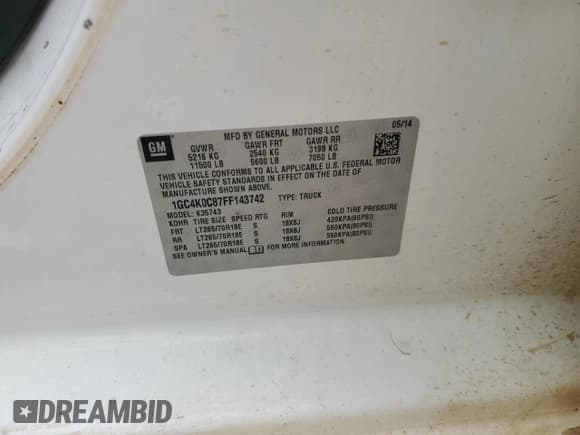 MFD BY GENERAL MOTORS LLC 05/14
GM
GVWR GAWR FRT GAWR RR
5216 KG 2540 KG 3198 KG
11500 LB 5600 LB 7050 LB
THIS VEHICLE CONFORMS TO ALL APPLICABLE U.S. FEDERAL MOTOR
VEHICLE SAFETY STANDARDS IN EFFECT ON THE DATE OF
MANUFACTURE SHOWN ABOVE.
1GC4K0C87FF143742 TYPE: TRUCK
MODEL: K35743
KDHR TIRE SIZE SPEED RTG RIM COLD TIRE PRESSURE
FRT LT265/70R18E S 18X8J 420KPA(60PSI)
RR LT265/70R18E S 18X8J 550KPA(80PSI)
SPA LT265/70R18E S 18X8J 550KPA(80PSI)
SEE OWNER'S MANUAL FOR MORE INFORMATION.
DREAMBID